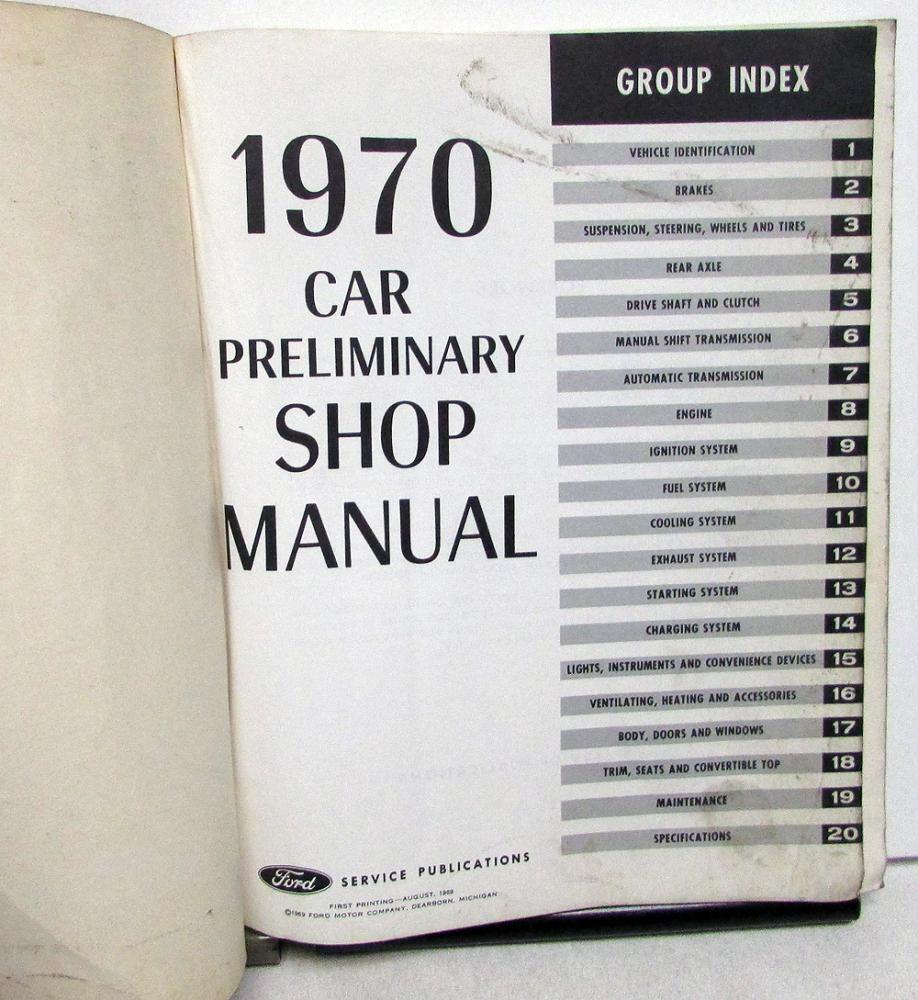 1970
CAR
PRELIMINARY
SHOP
MANUAL
Ford SERVICE PUBLICATIONS
FIRST PRINTING—AUGUST, 1969
©1969 FORD MOTOR COMPANY, DEARBORN, MICHIGAN
GROUP INDEX
VEHICLE IDENTIFICATION 1
BRAKES 2
SUSPENSION, STEERING, WHEELS AND TIRES 3
REAR AXLE 4
DRIVE SHAFT AND CLUTCH 5
MANUAL SHIFT TRANSMISSION 6
AUTOMATIC TRANSMISSION 7
ENGINE 8
IGNITION SYSTEM 9
FUEL SYSTEM 10
COOLING SYSTEM 11
EXHAUST SYSTEM 12
STARTING SYSTEM 13
CHARGING SYSTEM 14
LIGHTS, INSTRUMENTS AND CONVENIENCE DEVICES 15
VENTILATING, HEATING AND ACCESSORIES 16
BODY, DOORS AND WINDOWS 17
TRIM, SEATS AND CONVERTIBLE TOP 18
MAINTENANCE 19
SPECIFICATIONS 20